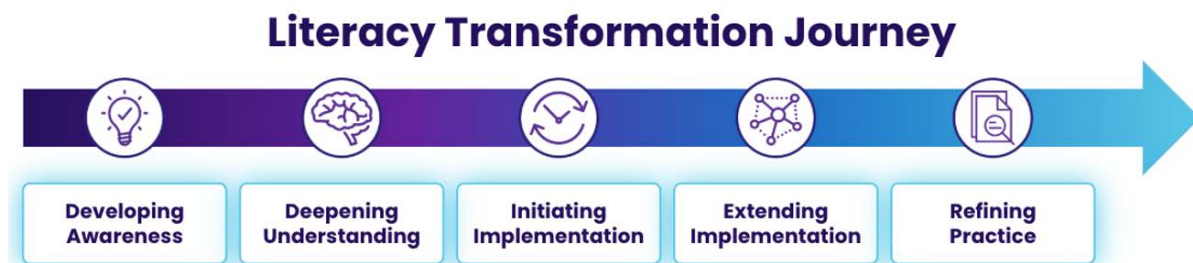 Literacy Transformation Journey
Developing
Awareness
Deepening
Understanding
Initiating
Implementation
Extending
Implementation
Refining
Practice